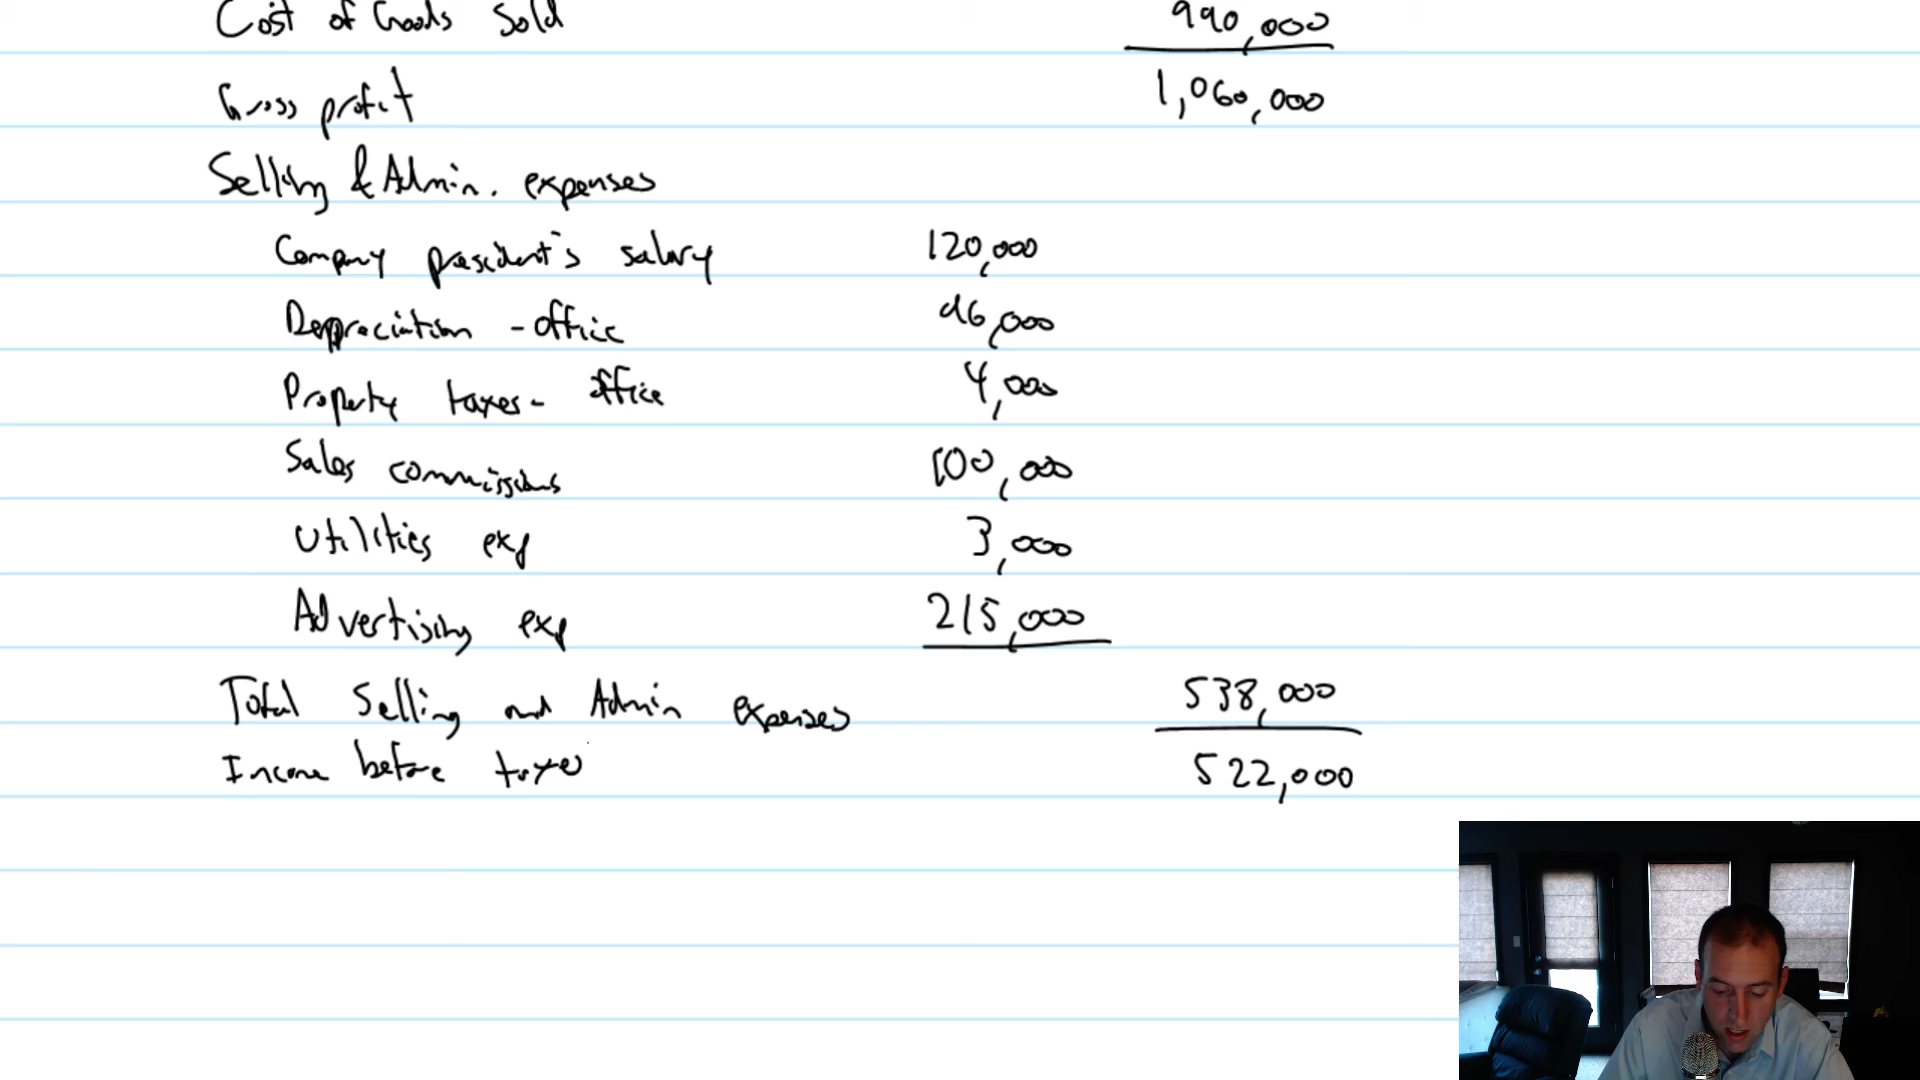 Cost of Goods Sold 990,000
Gross profit 1,060,000
Selling & Admin. expenses
Company president's salary 120,000
Depreciation - office 96,000
Property taxes - office 4,000
Sales commissions 100,000
Utilities exp 3,000
Advertising exp 215,000
Total Selling and Admin expenses 538,000
Income before taxes 522,000